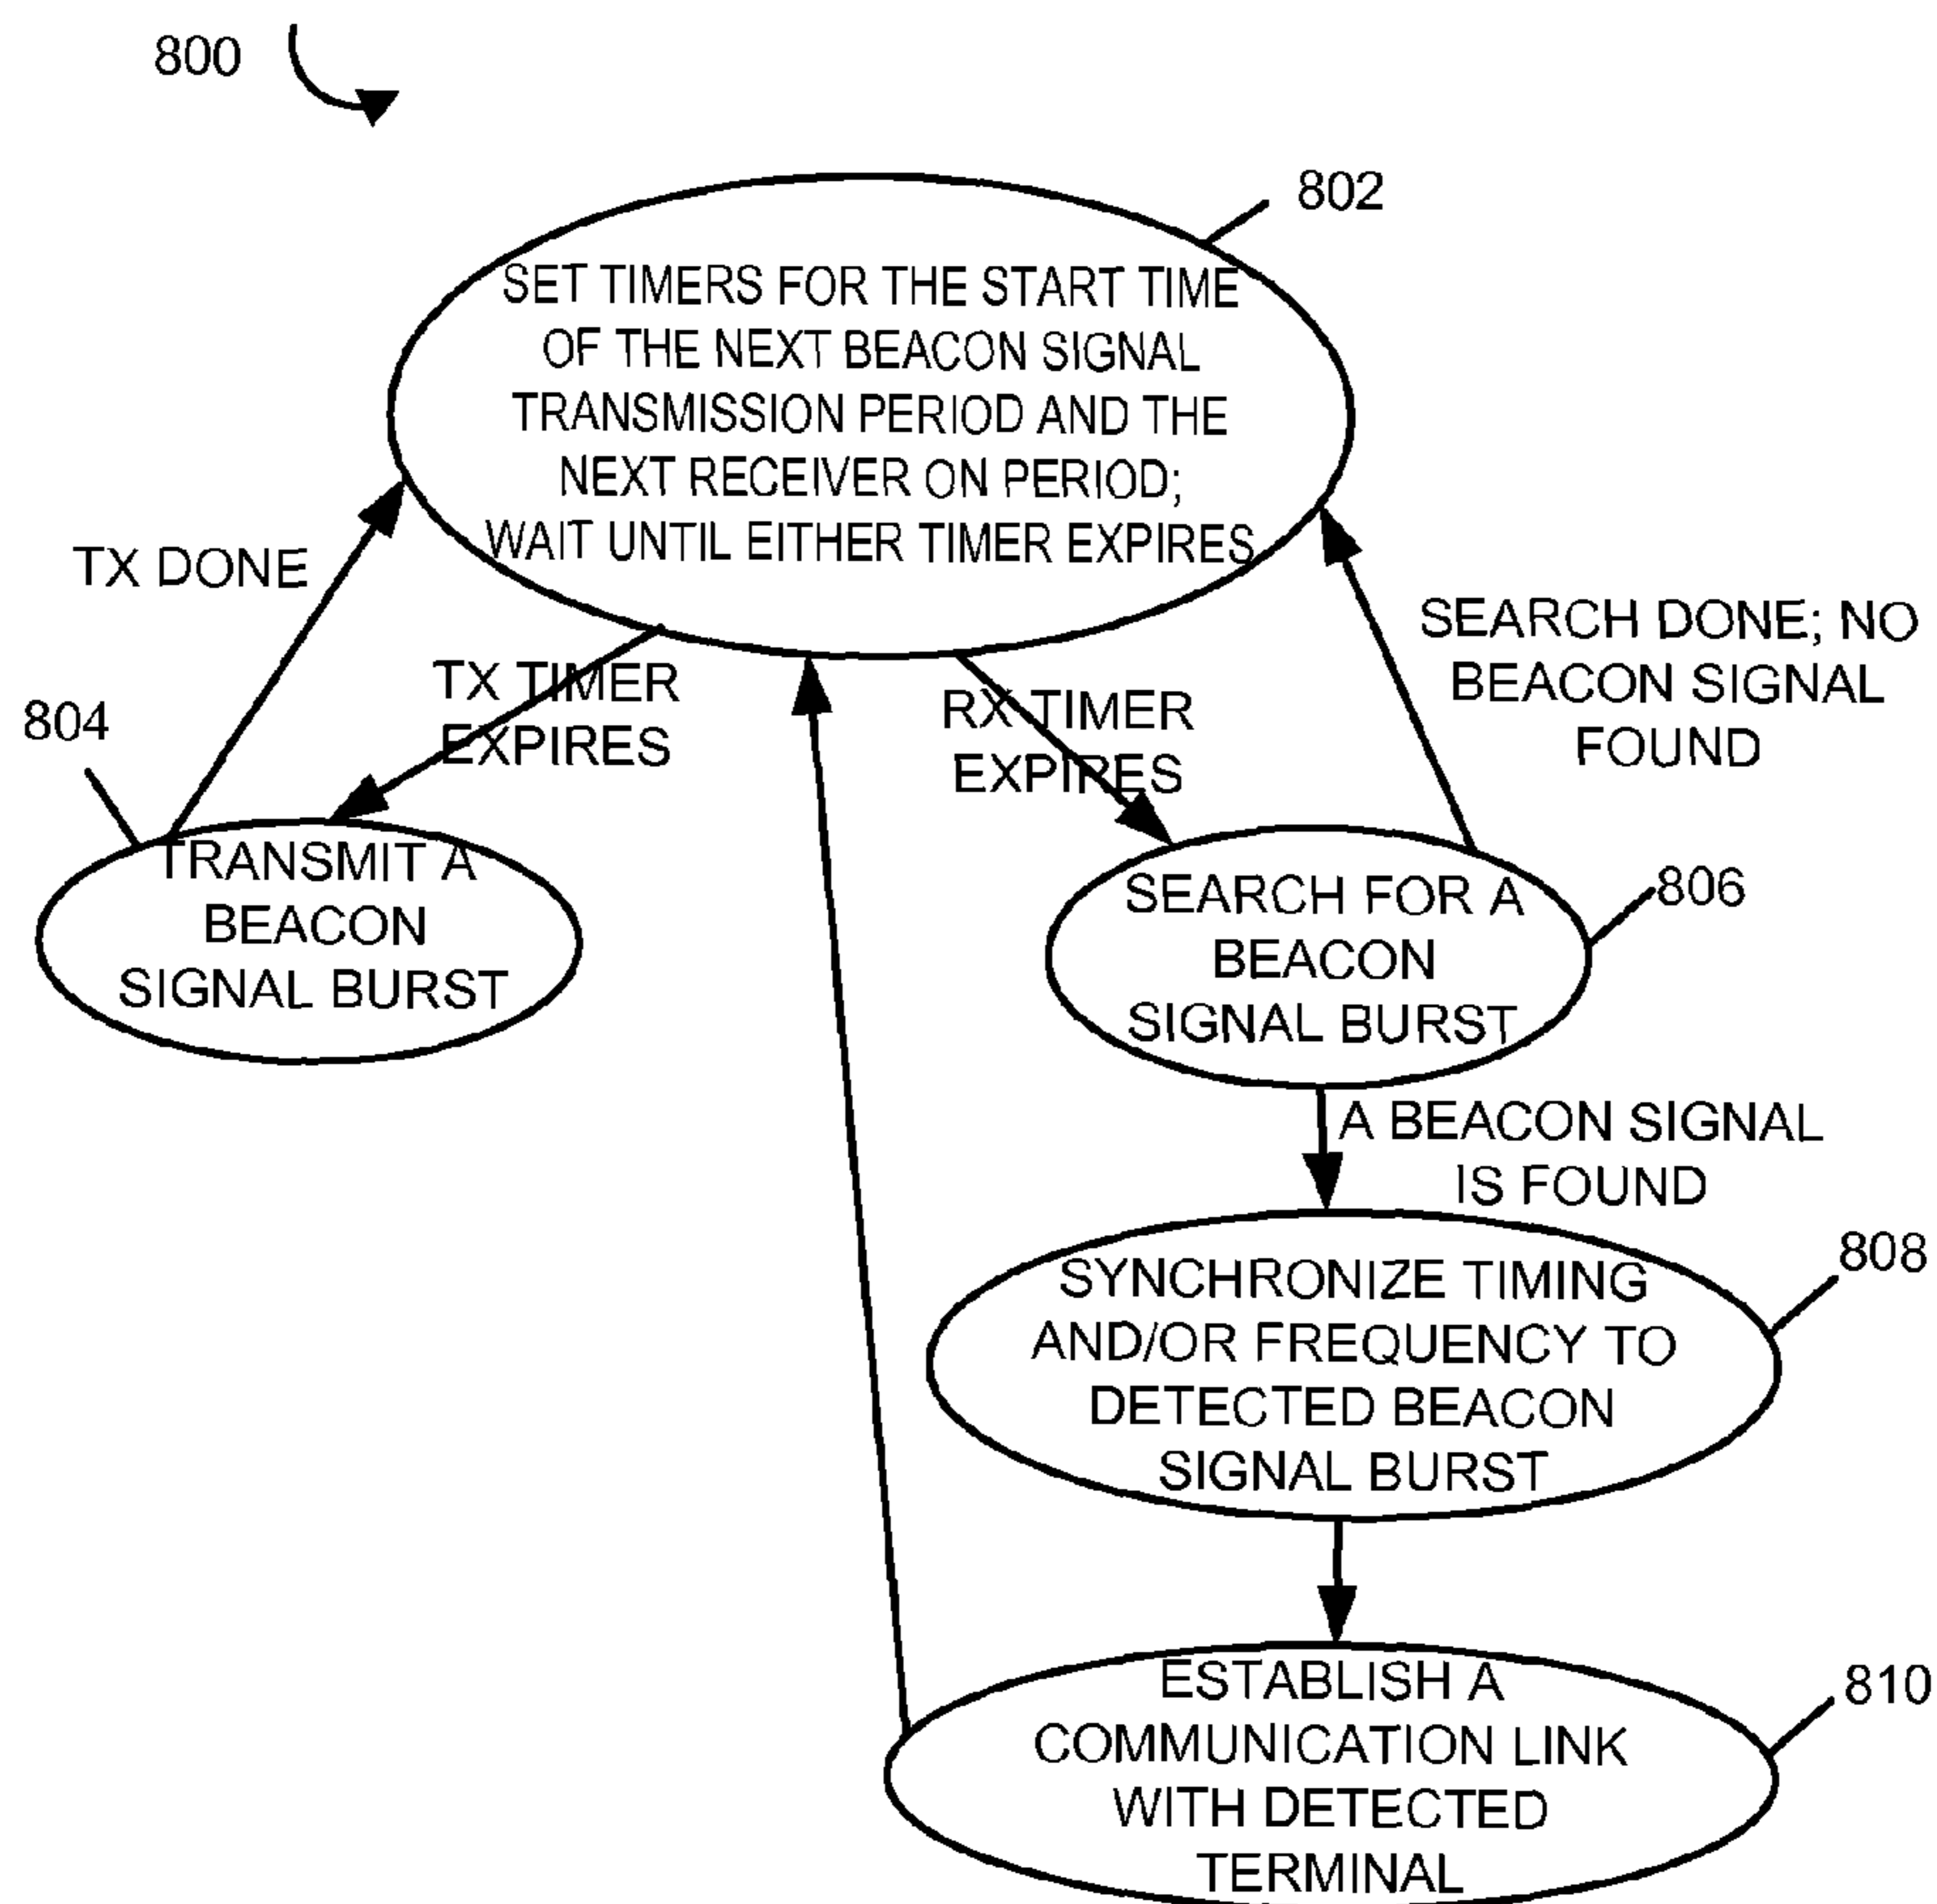 800
802
SET TIMERS FOR THE START TIME
OF THE NEXT BEACON SIGNAL
TRANSMISSION PERIOD AND THE
NEXT RECEIVER ON PERIOD;
WAIT UNTIL EITHER TIMER EXPIRES
TX DONE
TX TIMER
EXPIRES
RX TIMER
EXPIRES
SEARCH DONE; NO
BEACON SIGNAL
FOUND
804
TRANSMIT A
BEACON
SIGNAL BURST
806
SEARCH FOR A
BEACON
SIGNAL BURST
A BEACON SIGNAL
IS FOUND
808
SYNCHRONIZE TIMING
AND/OR FREQUENCY TO
DETECTED BEACON
SIGNAL BURST
810
ESTABLISH A
COMMUNICATION LINK
WITH DETECTED
TERMINAL